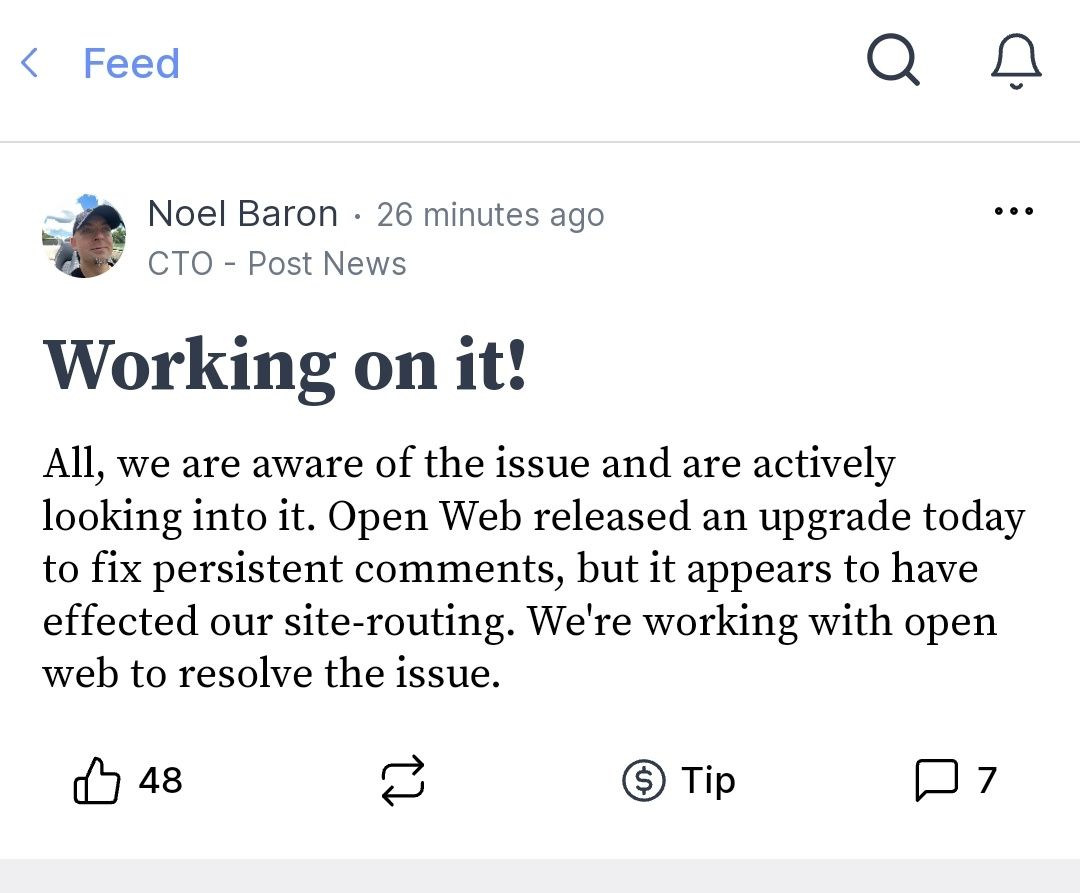 Feed
Noel Baron · 26 minutes ago
CTO - Post News
Working on it!
All, we are aware of the issue and are actively
looking into it. Open Web released an upgrade today
to fix persistent comments, but it appears to have
effected our site-routing. We're working with open
web to resolve the issue.
48 Tip 7